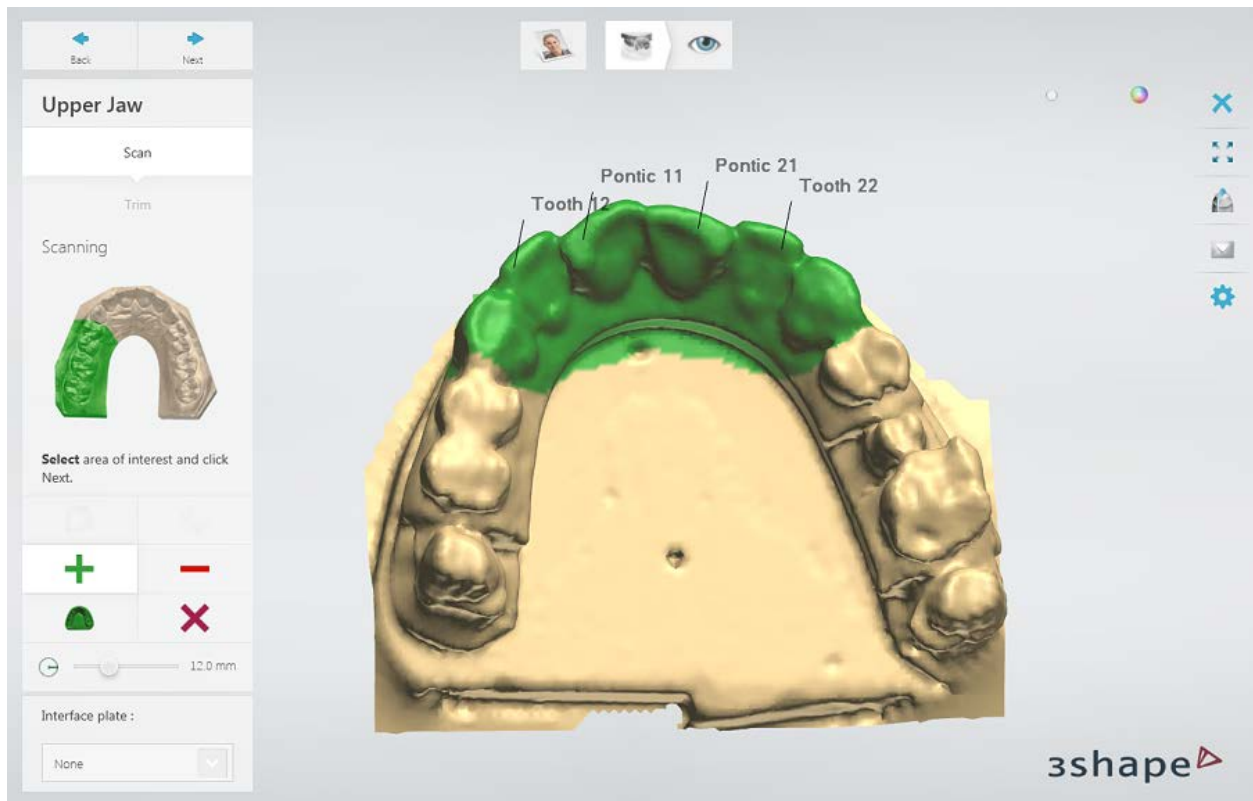 Back
Next
Upper Jaw
Scan
Trim
Scanning
Select area of interest and click
Next.
12.0 mm
Interface plate :
None
Pontic 11
Pontic 21
Tooth 12
Tooth 22
3shape